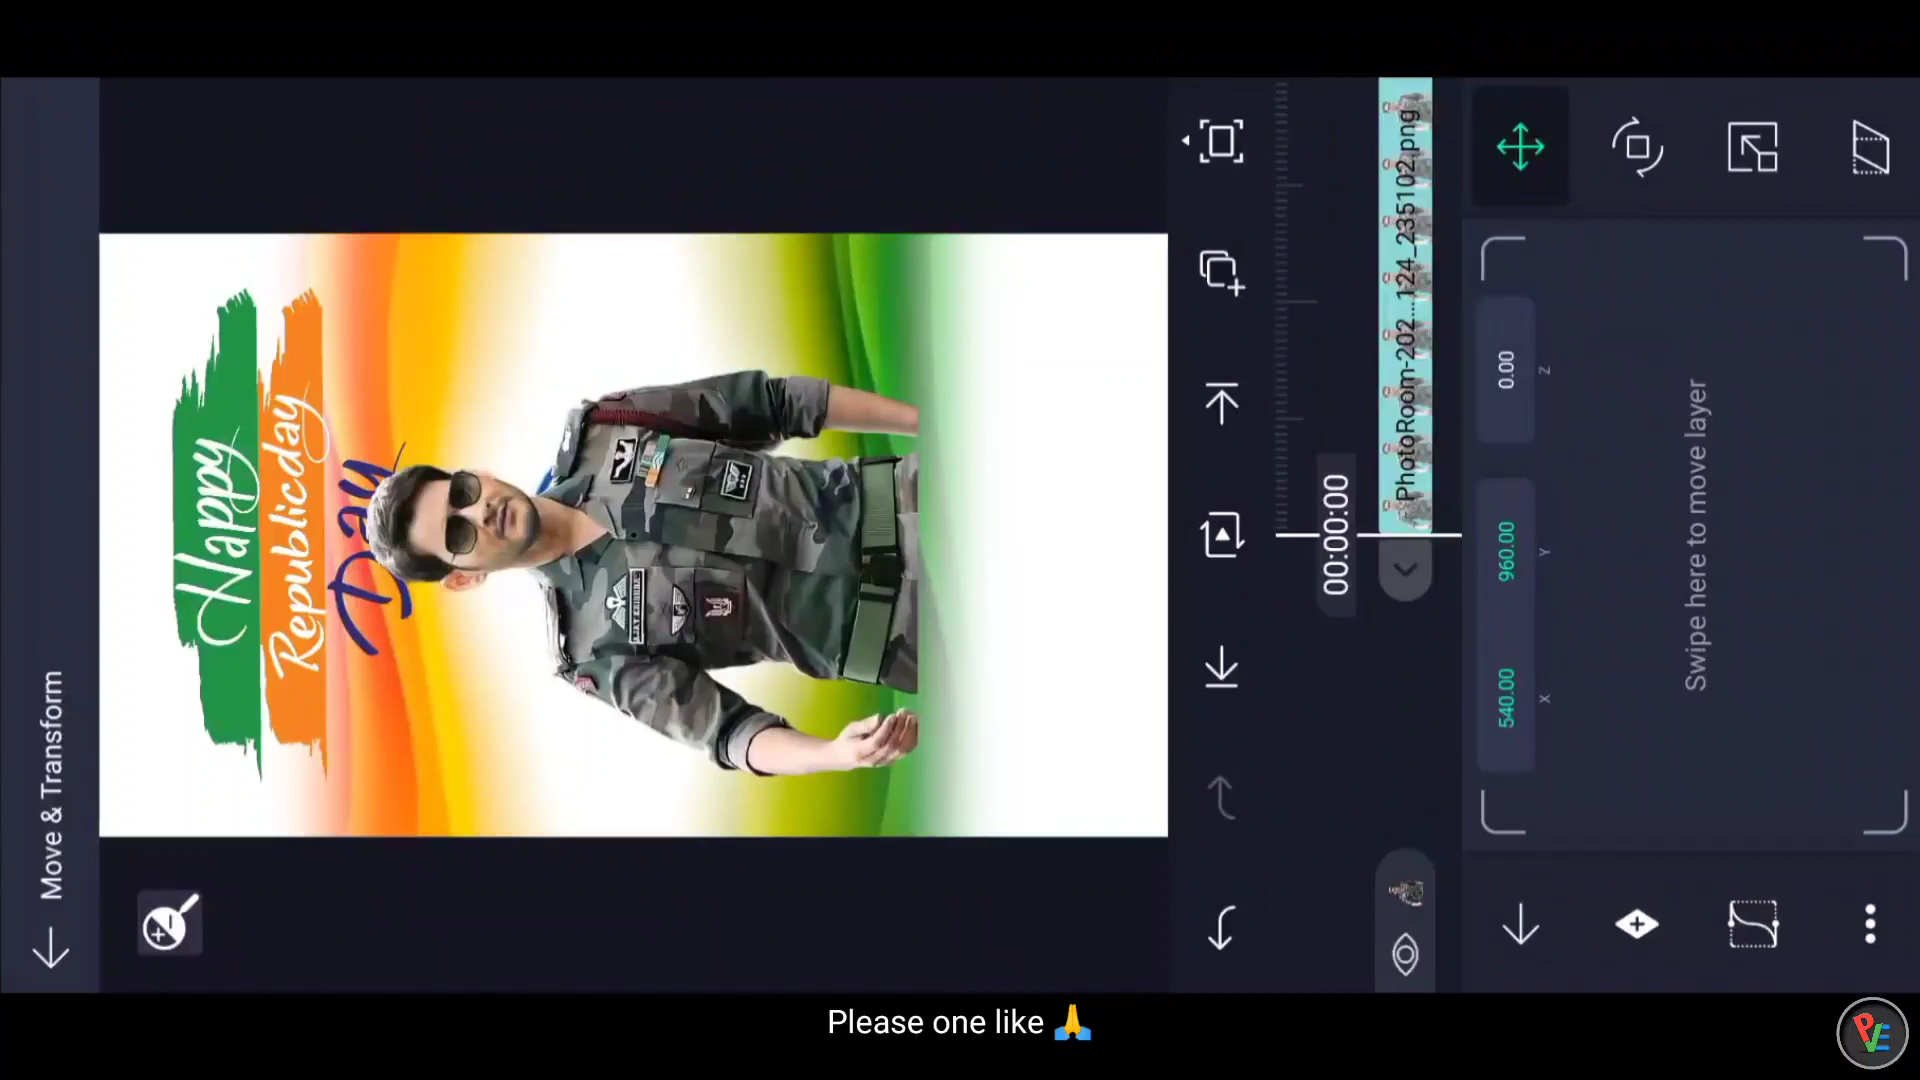 Move & Transform
Happy
Republicday
Day
00:00:00
PhotoRoom-202...124_235102.png
540.00
960.00
0.00
X
Y
Z
Swipe here to move layer
Please one like 🙏
PVE